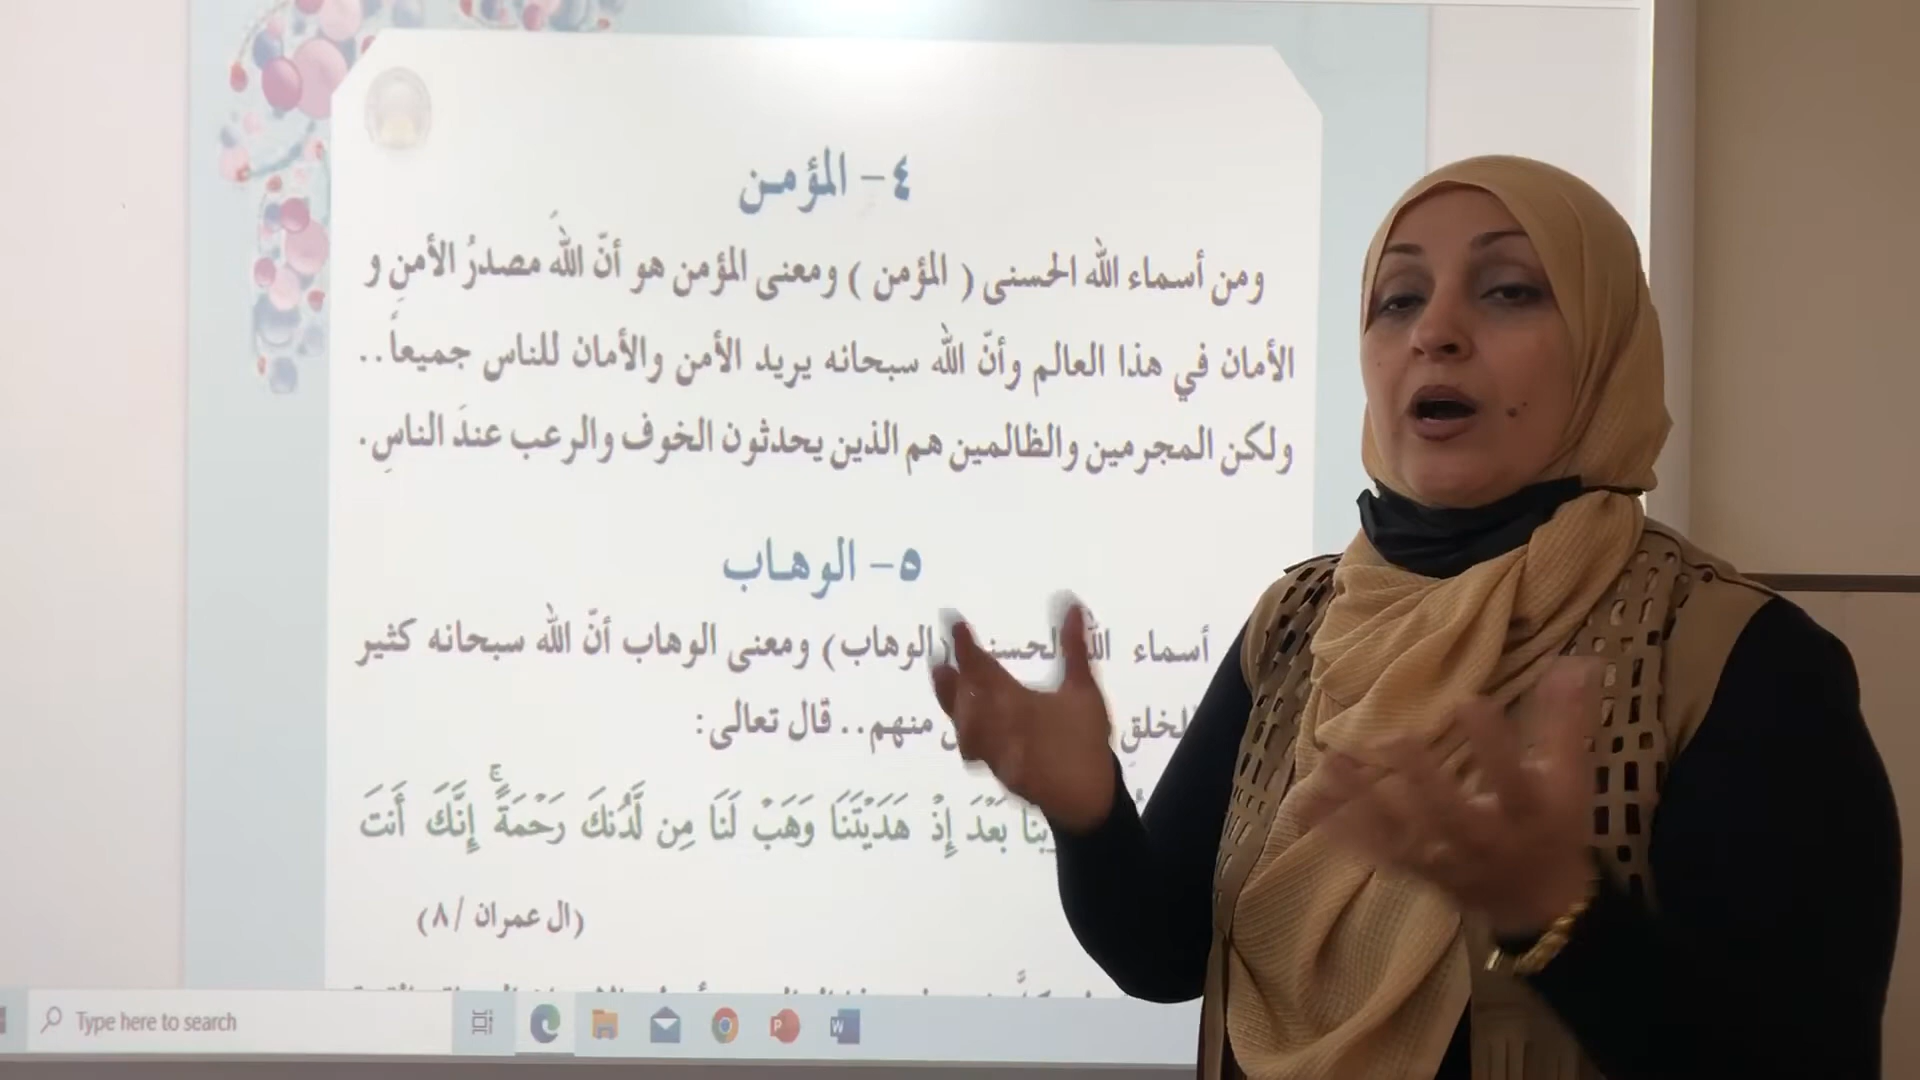 ٤- المؤمن
ومن أسماء الله الحسنى ( المؤمن ) ومعنى المؤمن هو أنّ اللهَ مصدرُ الأمنِ و
الأمان في هذا العالم وأنّ الله سبحانه يريد الأمن والأمان للناس جميعاً..
ولكن المجرمين والظالمين هم الذين يحدثون الخوف والرعب عندَ الناسِ.
٥- الوهاب
أسماء الله الحسنى (الوهاب) ومعنى الوهاب أنّ الله سبحانه كثير
للخلقِ منهم.. قال تعالى:
بَعْدَ إِذْ هَدَيْتَنَا وَهَبْ لَنَا مِن لَّدُنكَ رَحْمَةً ۚ إِنَّكَ أَنتَ
(ال عمران /٨)
Type here to search